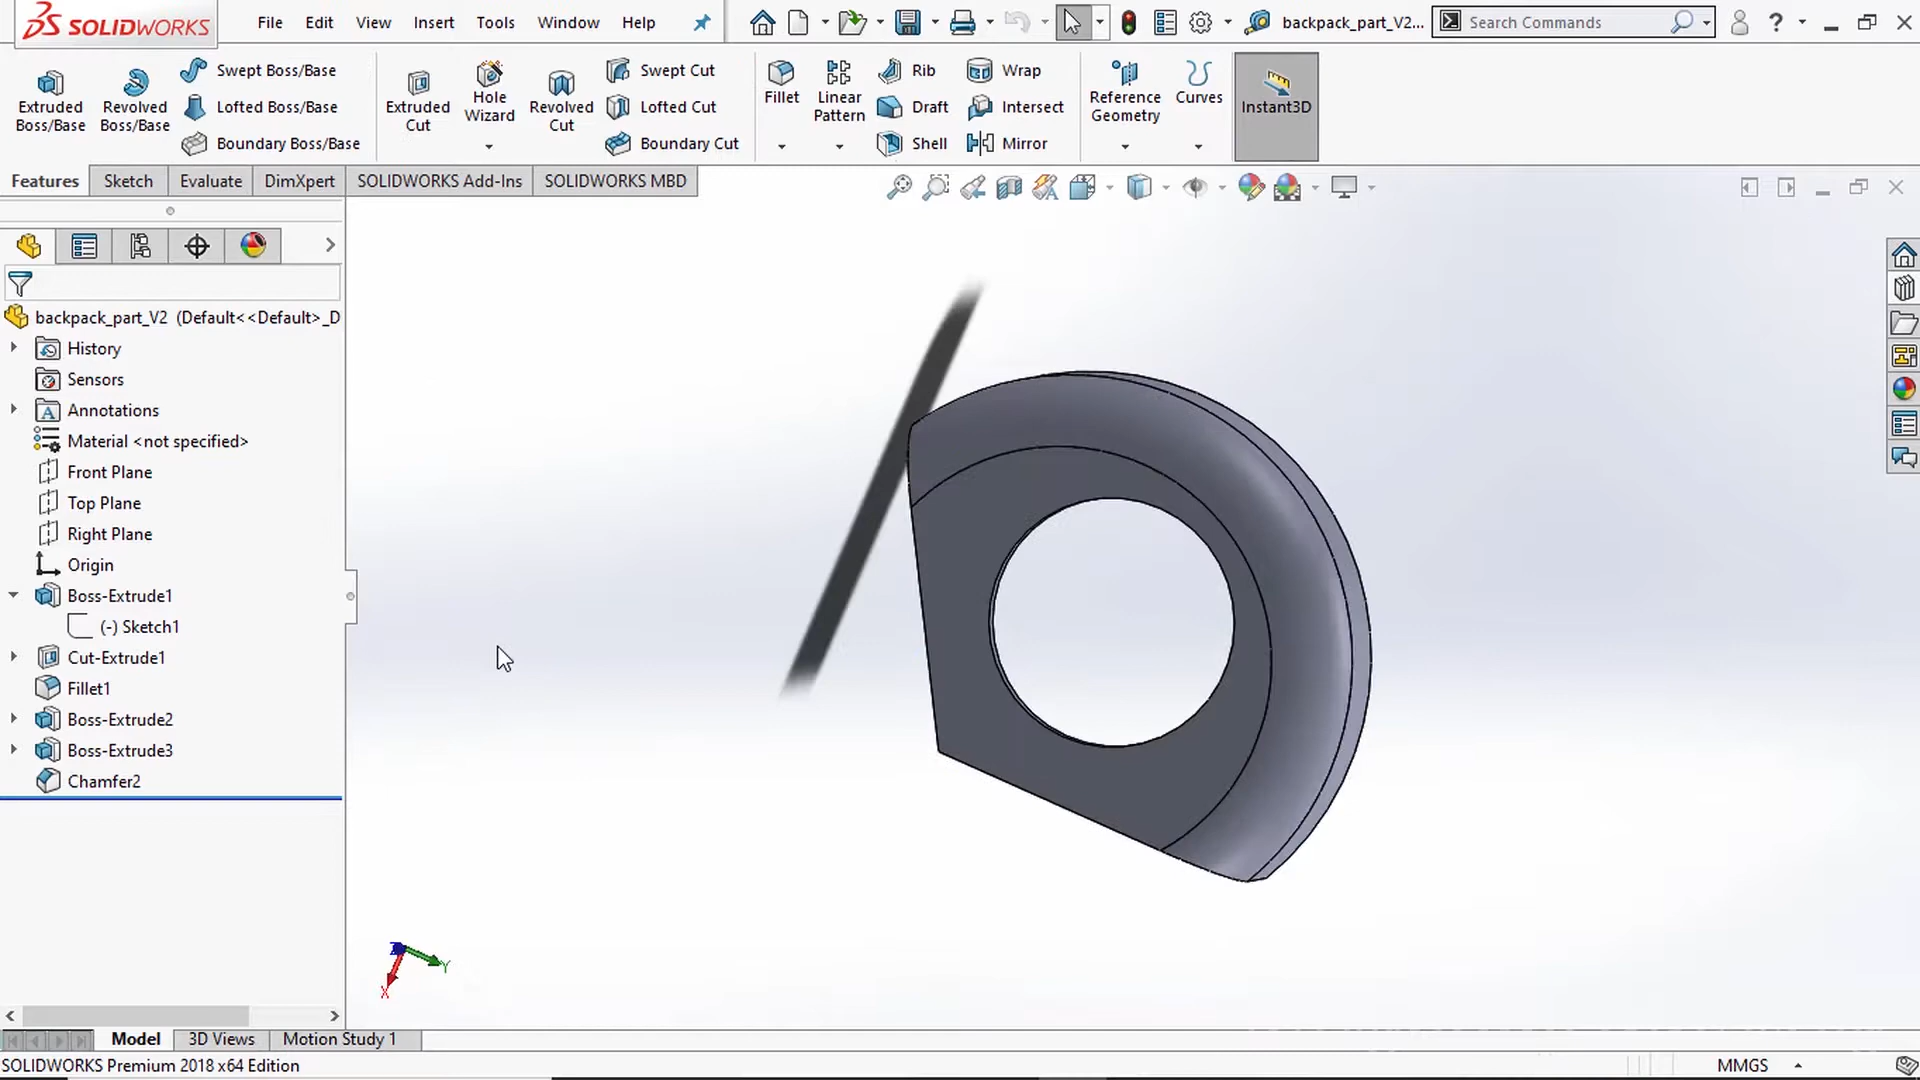 SOLIDWORKS File Edit View Insert Tools Window Help backpack_part_V2... Search Commands ?
Extruded Boss/Base
Revolved Boss/Base
Swept Boss/Base
Lofted Boss/Base
Boundary Boss/Base
Extruded Cut
Hole Wizard
Revolved Cut
Swept Cut
Lofted Cut
Boundary Cut
Fillet
Linear Pattern
Rib
Draft
Shell
Wrap
Intersect
Mirror
Reference Geometry
Curves
Instant3D
Features Sketch Evaluate DimXpert SOLIDWORKS Add-Ins SOLIDWORKS MBD
backpack_part_V2 (Default<<Default>_D
History
Sensors
A Annotations
Material <not specified>
Front Plane
Top Plane
Right Plane
Origin
Boss-Extrude1
(-) Sketch1
Cut-Extrude1
Fillet1
Boss-Extrude2
Boss-Extrude3
Chamfer2
Z
Y
X
Model 3D Views Motion Study 1
SOLIDWORKS Premium 2018 x64 Edition MMGS